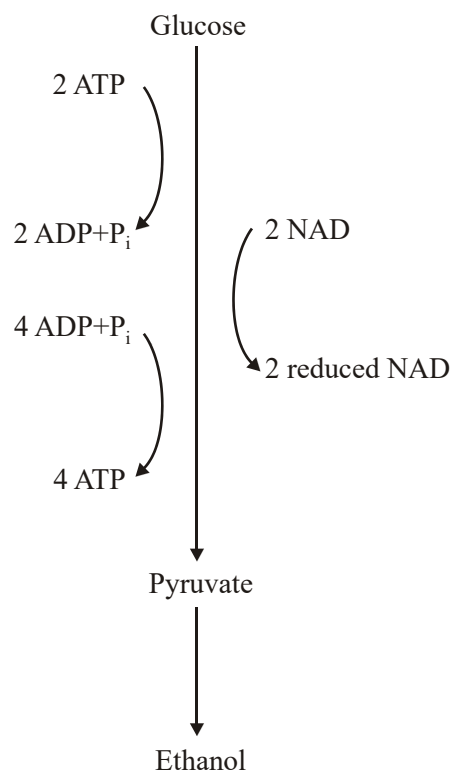 Glucose
2 ATP
2 ADP+Pi
2 NAD
4 ADP+Pi
2 reduced NAD
4 ATP
Pyruvate
Ethanol